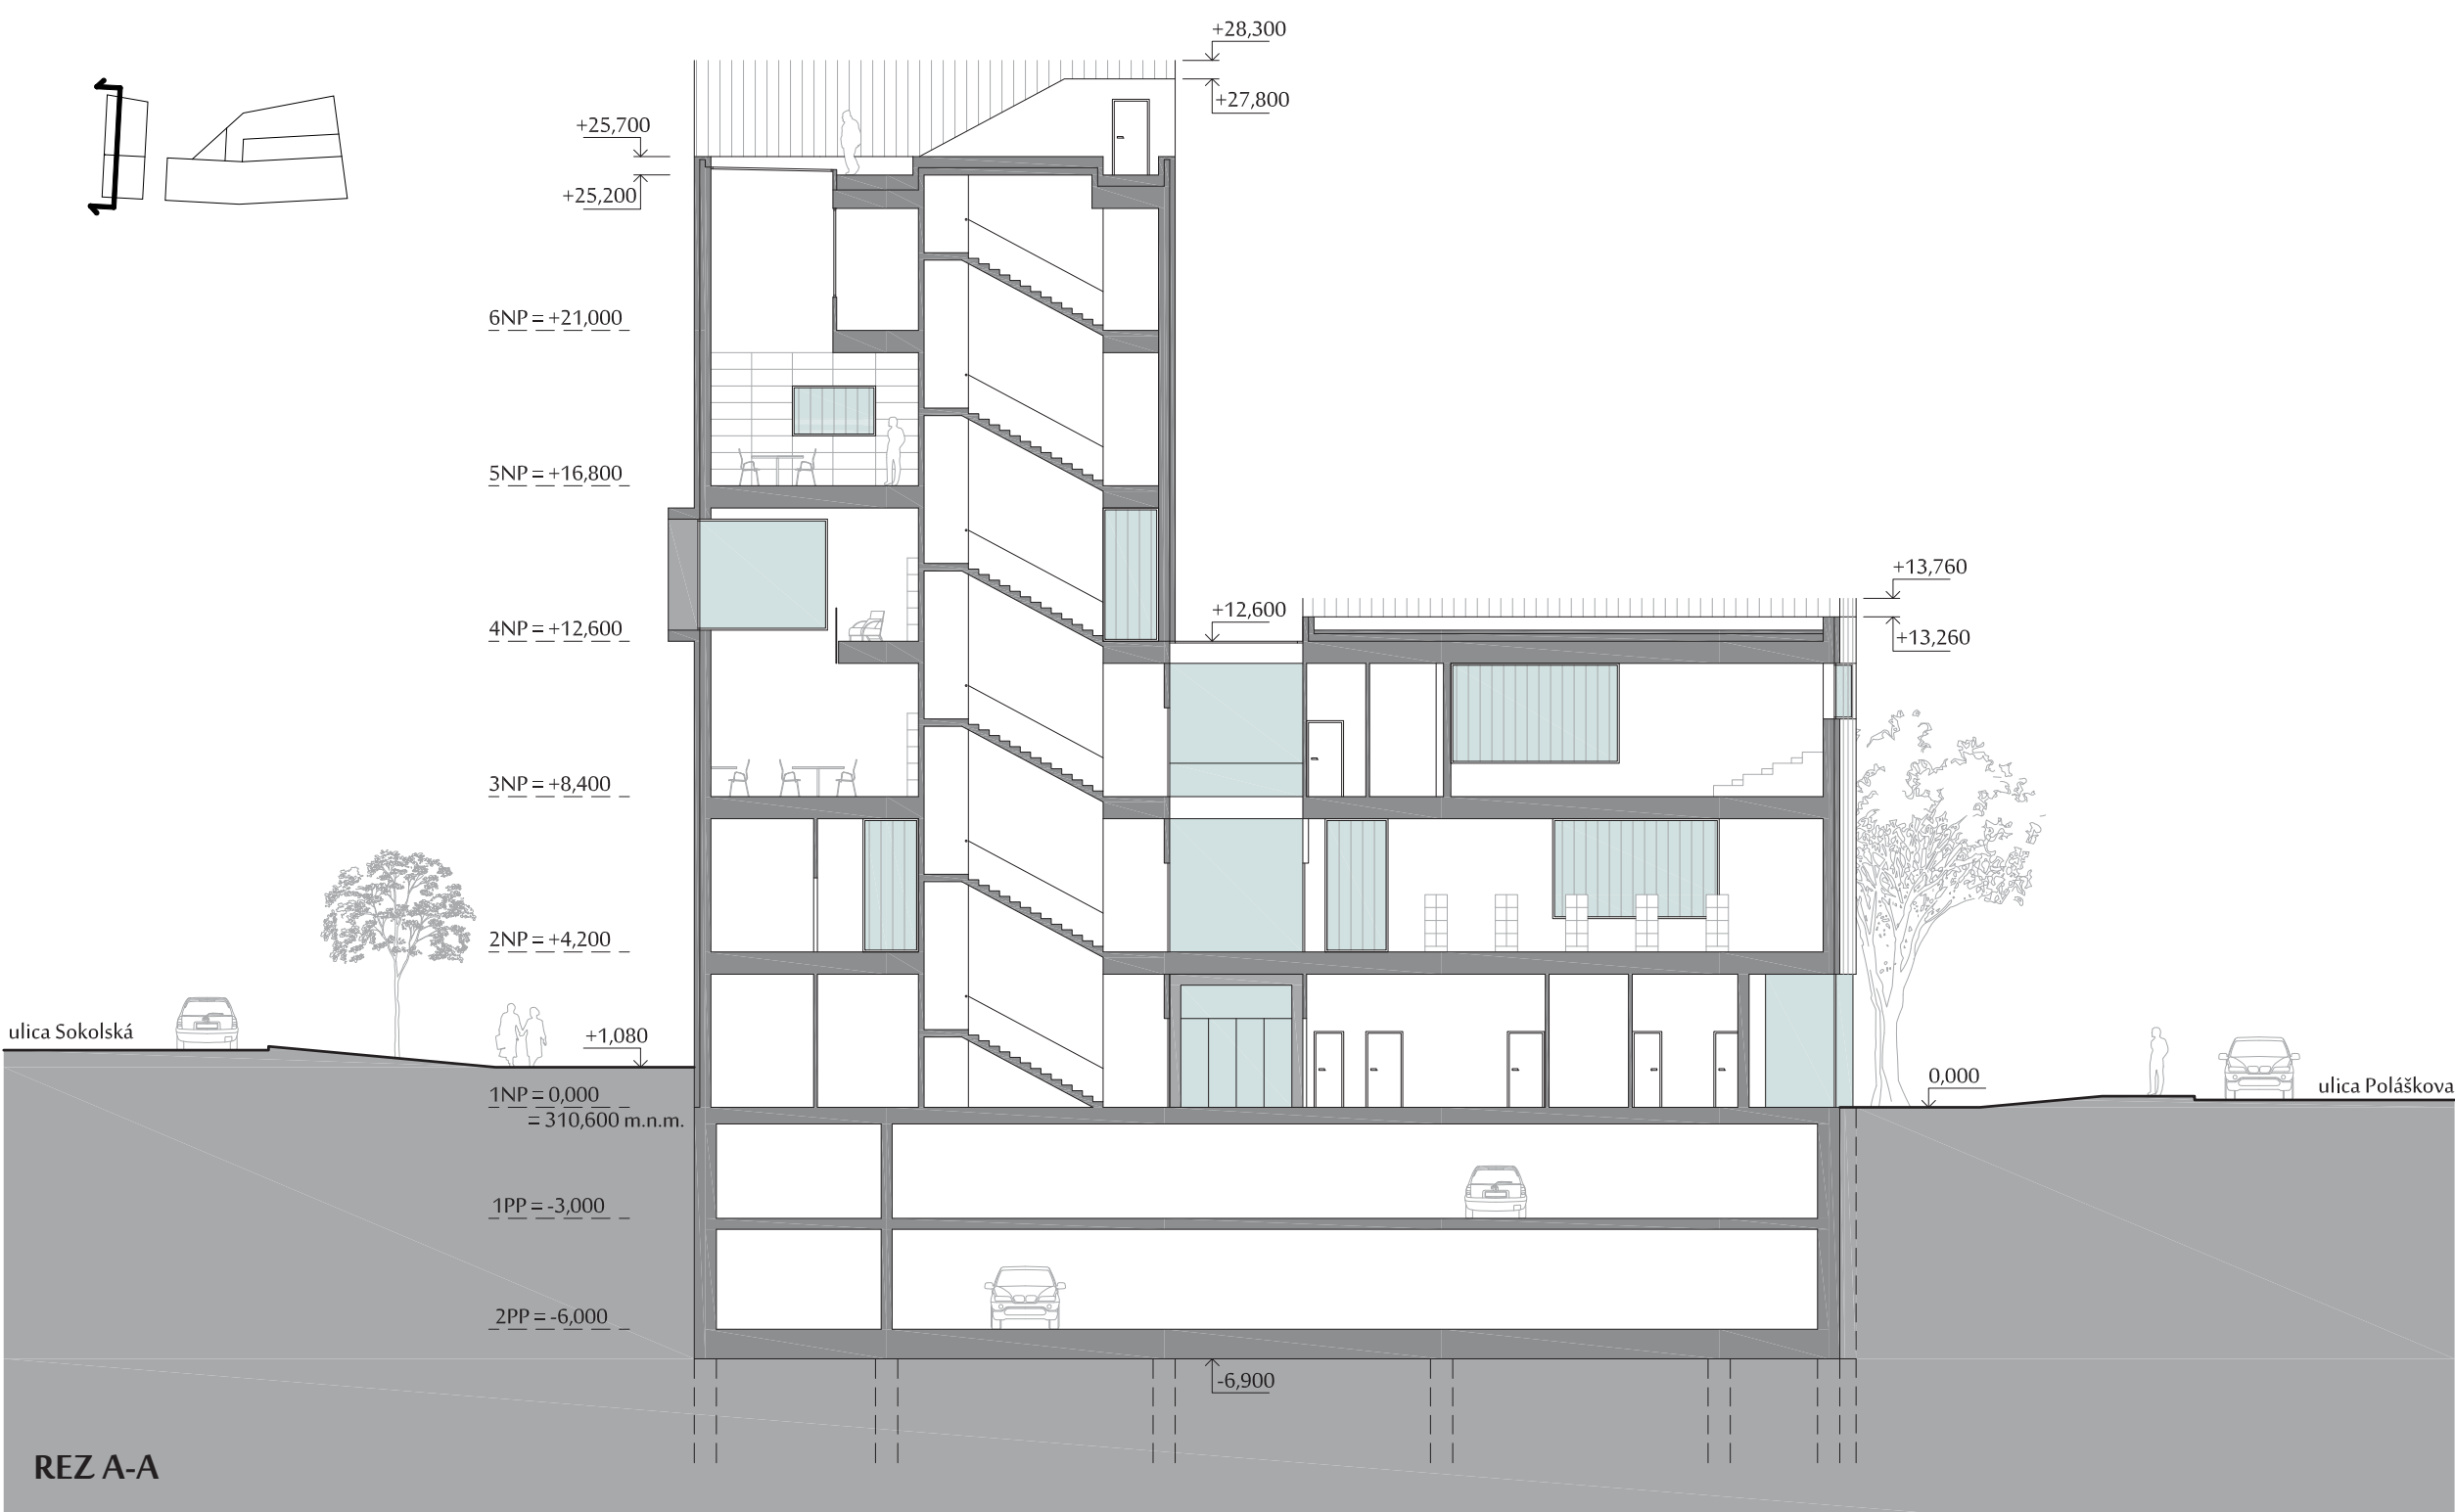 +28,300
+27,800
+25,700
+25,200
6NP = +21,000
5NP = +16,800
+13,760
4NP = +12,600
+12,600
+13,260
3NP = +8,400
2NP = +4,200
ulica Sokolská
+1,080
1NP = 0,000
= 310,600 m.n.m.
0,000
ulica Poláškova
1PP = -3,000
2PP = -6,000
-6,900
REZ A-A